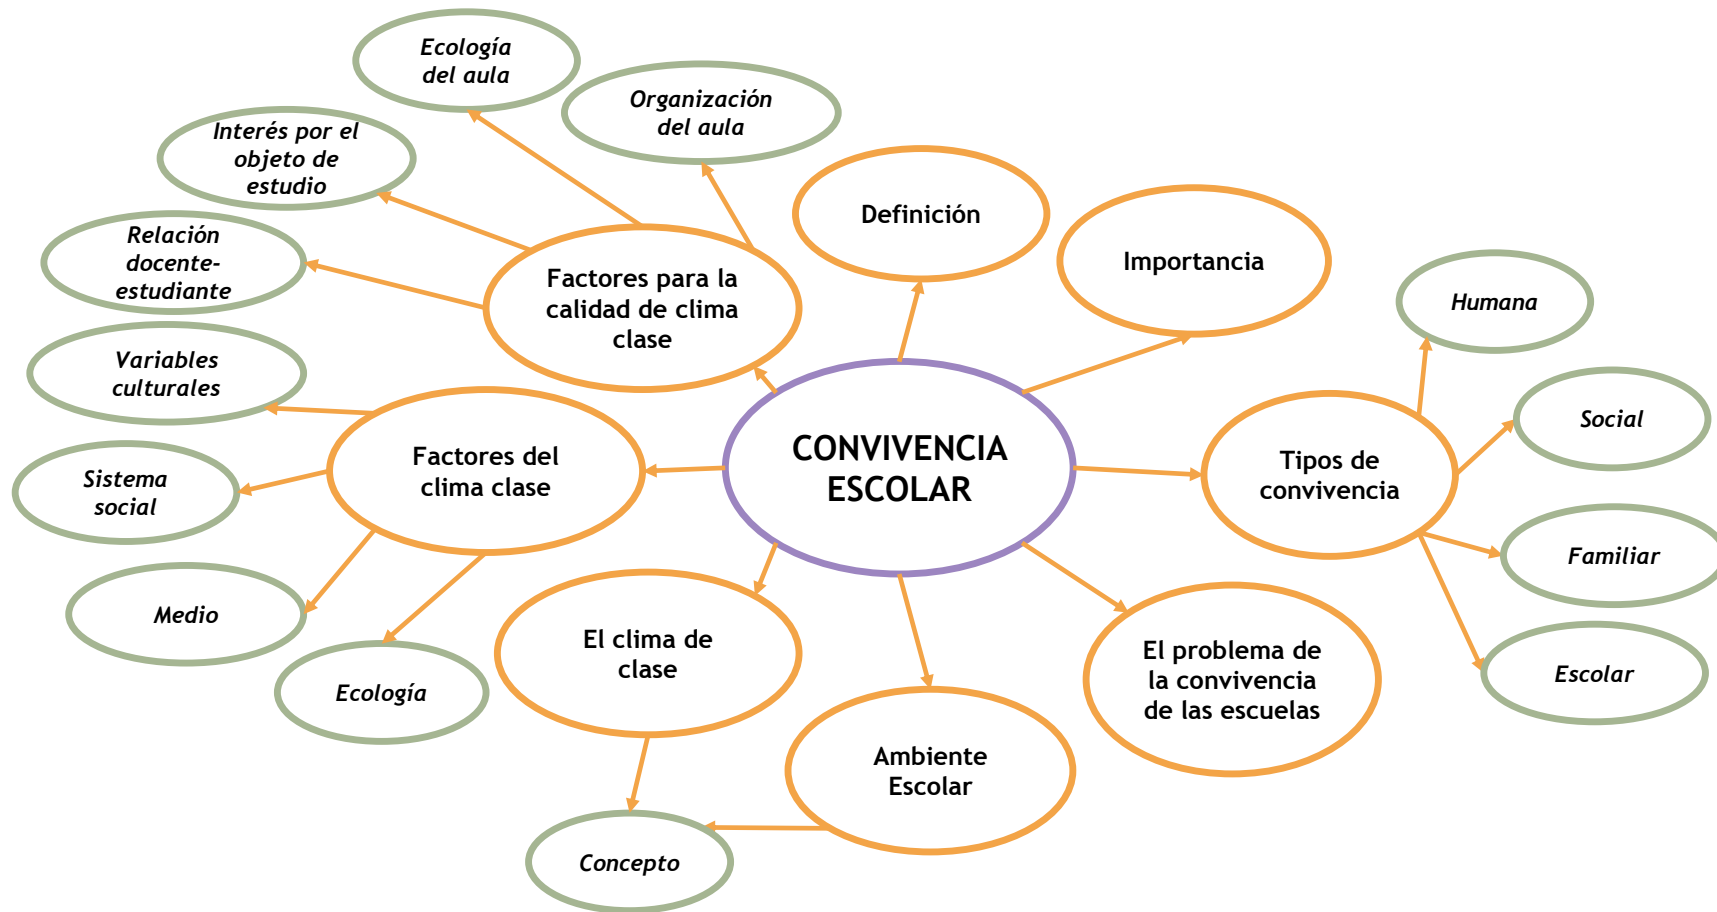 Ecología
del aula
Organización
del aula
Interés por el
objeto de
estudio
Relación
docente-
estudiante
Factores para la
calidad de clima
clase
Definición
Importancia
Humana
Variables
culturales
Social
Factores del
clima clase
CONVIVENCIA
ESCOLAR
Tipos de
convivencia
Sistema
social
Familiar
Medio
El clima de
clase
El problema de
la convivencia
de las escuelas
Escolar
Ecología
Ambiente
Escolar
Concepto